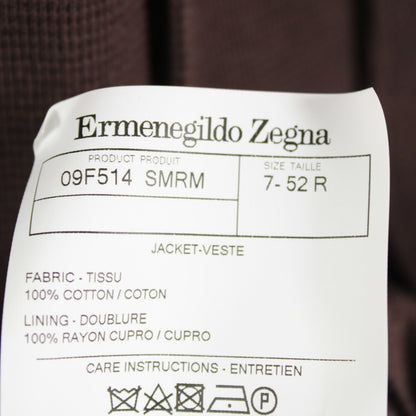 Ermenegildo Zegna
PRODUCT PRODUIT SIZE TAILLE
09F514 SMRM 7- 52 R
JACKET-VESTE
FABRIC - TISSU
100% COTTON / COTON
LINING - DOUBLURE
100% RAYON CUPRO / CUPRO
CARE INSTRUCTIONS - ENTRETIEN
P